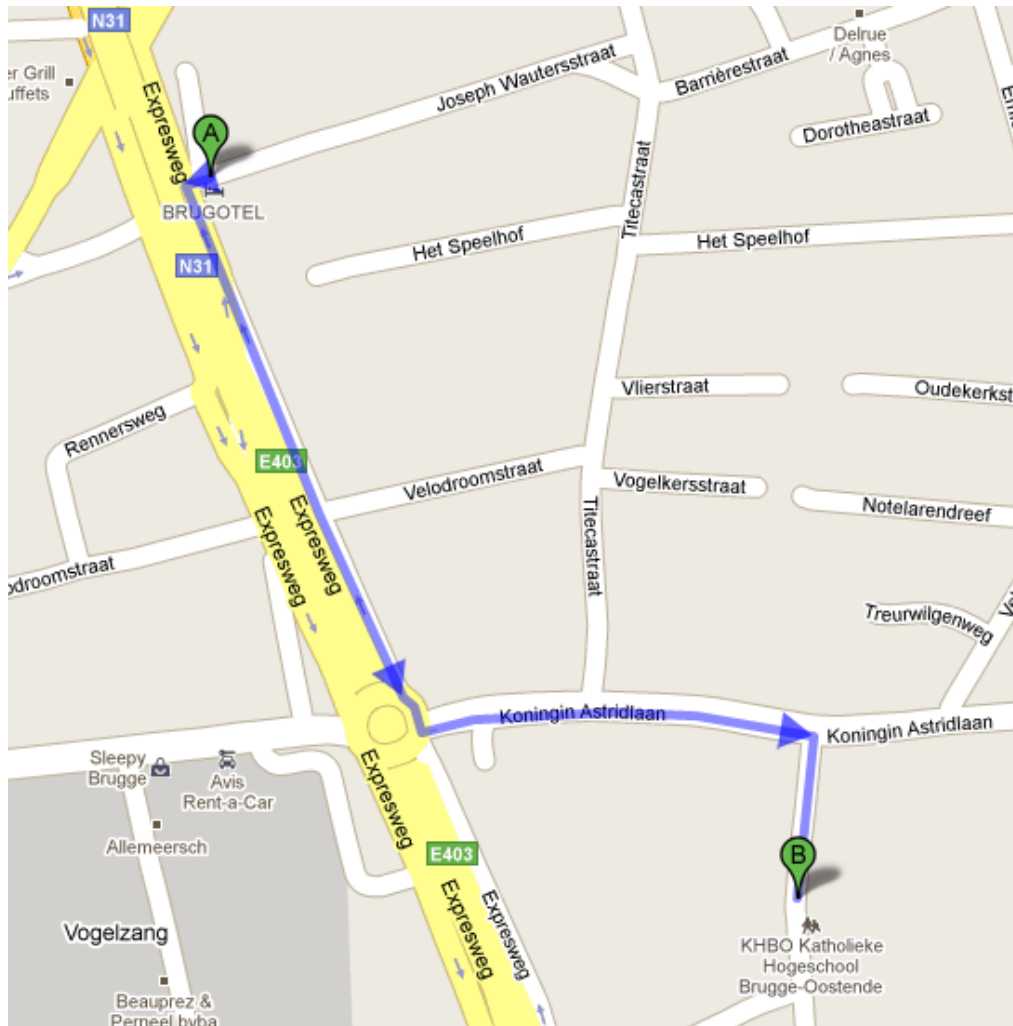 N31
Delrue
/ Agnes
er Grill
uffets
Expresweg
Joseph Wautersstraat
Barrièrestraat
A
Dorotheastraat
BRUGOTEL
Titecastraat
Het Speelhof
Het Speelhof
N31
Vlierstraat
Oudekerkst
Rennersweg
E403
Velodroomstraat
Vogelkersstraat
Notelarendreef
Expresweg
Expresweg
Titecastraat
odroomstraat
Treurwilgenweg
Koningin Astridlaan
Koningin Astridlaan
Sleepy
Brugge
Avis
Rent-a-Car
Expresweg
Allemeersch
E403
B
Expresweg
Expresweg
Vogelzang
KHBO Katholieke
Hogeschool
Brugge-Oostende
Beauprez &
Perneel bvba